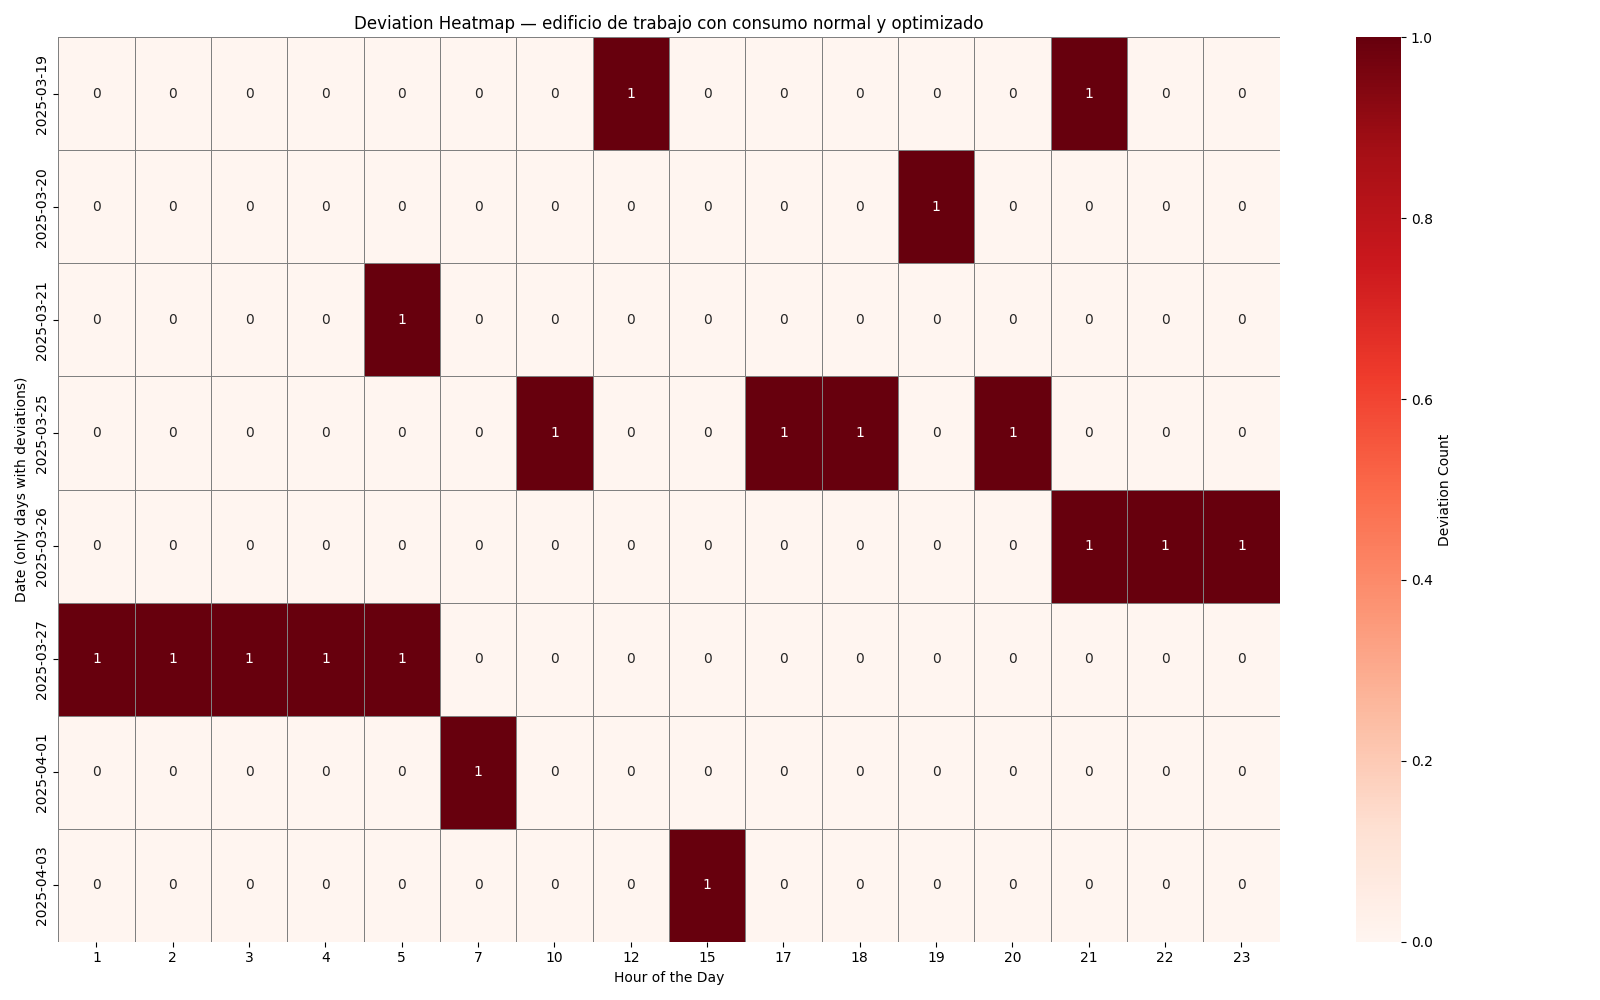 Deviation Heatmap — edificio de trabajo con consumo normal y optimizado
Date (only days with deviations)
2025-03-19 0 0 0 0 0 0 0 1 0 0 0 0 0 1 0 0
2025-03-20 0 0 0 0 0 0 0 0 0 0 0 1 0 0 0 0
2025-03-21 0 0 0 0 1 0 0 0 0 0 0 0 0 0 0 0
2025-03-25 0 0 0 0 0 0 1 0 0 1 1 0 1 0 0 0
2025-03-26 0 0 0 0 0 0 0 0 0 0 0 0 0 1 1 1
2025-03-27 1 1 1 1 1 0 0 0 0 0 0 0 0 0 0 0
2025-04-01 0 0 0 0 0 1 0 0 0 0 0 0 0 0 0 0
2025-04-03 0 0 0 0 0 0 0 0 1 0 0 0 0 0 0 0
1 2 3 4 5 7 10 12 15 17 18 19 20 21 22 23
Hour of the Day
1.0
0.8
0.6
0.4
0.2
0.0
Deviation Count